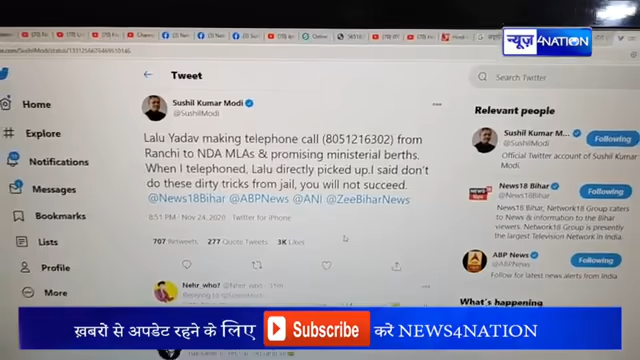 न्यूज़ 4NATION
Tweet
Search Twitter
Home
Explore
Notifications
Messages
Bookmarks
Lists
Profile
More
Sushil Kumar Modi
@SushilModi
Lalu Yadav making telephone call (8051216302) from
Ranchi to NDA MLAs & promising ministerial berths.
When I telephoned, Lalu directly picked up.I said don't
do these dirty tricks from jail, you will not succeed.
@News18Bihar @ABPNews @ANI @ZeeBiharNews
8:51 PM · Nov 24, 2020 · Twitter for iPhone
707 Retweets 277 Quote Tweets 3K Likes
Nehr_who?
Relevant people
Sushil Kumar M... Following
@SushilModi
Official Twitter account of Sushil Kumar
Modi.
News18 Bihar Following
@News18Bihar
News18 Bihar, Network18 Group caters
to News & information to the Bihar
viewers. Network18 Group is presently
the largest Television Network in India.
ABP News Following
@ABPNews
Follow for latest news alerts from India
What's happening
ख़बरों से अपडेट रहने के लिए Subscribe करें NEWS4NATION